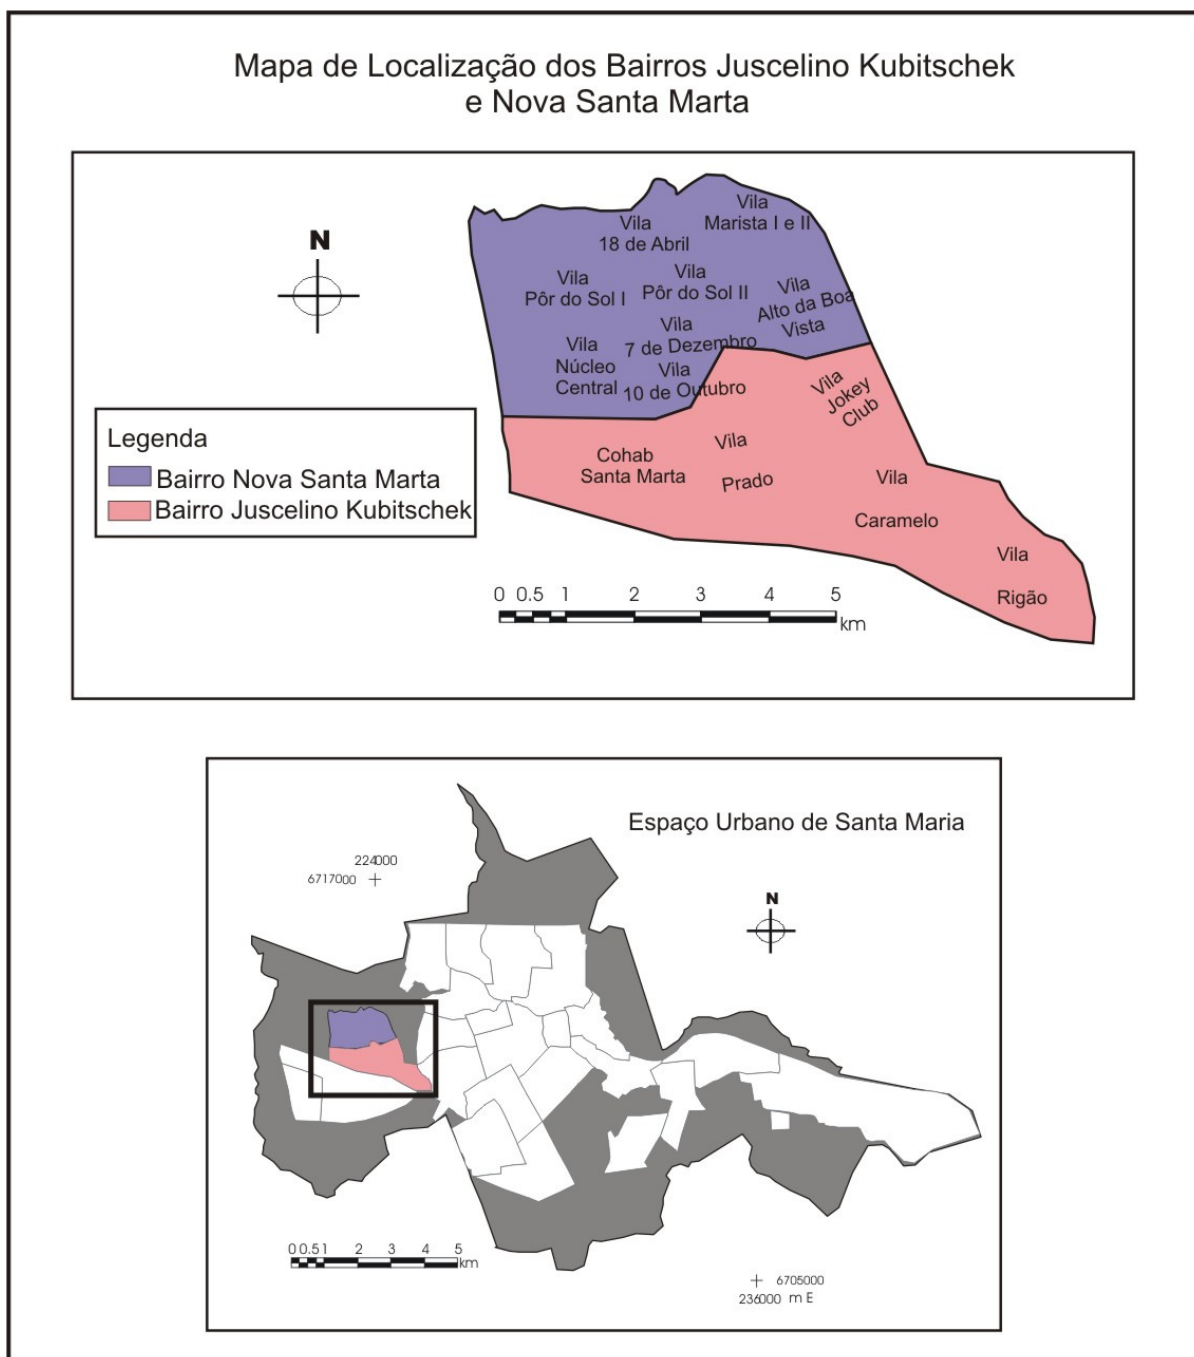 Mapa de Localização dos Bairros Juscelino Kubitschek
e Nova Santa Marta
N
Vila
Marista I e II
Vila
18 de Abril
Vila
Pôr do Sol I
Vila
Pôr do Sol II
Vila
Alto da Boa
Vista
Vila
7 de Dezembro
Vila
Núcleo
Central
Vila
10 de Outubro
Vila
Jokey
Club
Cohab
Santa Marta
Vila
Prado
Vila
Caramelo
Vila
Rigão
Legenda
Bairro Nova Santa Marta
Bairro Juscelino Kubitschek
0 0.5 1 2 3 4 5
km
Espaço Urbano de Santa Maria
224000
6717000
N
0 0.5 1 2 3 4 5
km
6705000
236000 m E